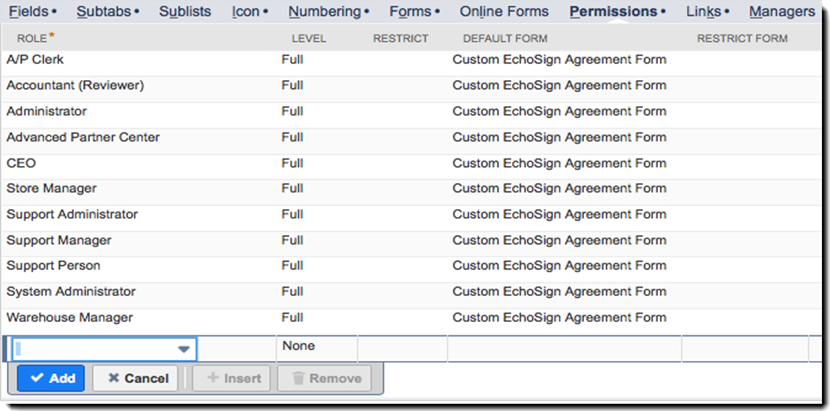 Fields • Subtabs • Sublists Icon • Numbering • Forms • Online Forms Permissions • Links • Managers
ROLE * LEVEL RESTRICT DEFAULT FORM RESTRICT FORM
A/P Clerk Full Custom EchoSign Agreement Form
Accountant (Reviewer) Full Custom EchoSign Agreement Form
Administrator Full Custom EchoSign Agreement Form
Advanced Partner Center Full Custom EchoSign Agreement Form
CEO Full Custom EchoSign Agreement Form
Store Manager Full Custom EchoSign Agreement Form
Support Administrator Full Custom EchoSign Agreement Form
Support Manager Full Custom EchoSign Agreement Form
Support Person Full Custom EchoSign Agreement Form
System Administrator Full Custom EchoSign Agreement Form
Warehouse Manager Full Custom EchoSign Agreement Form
None
Add Cancel Insert Remove